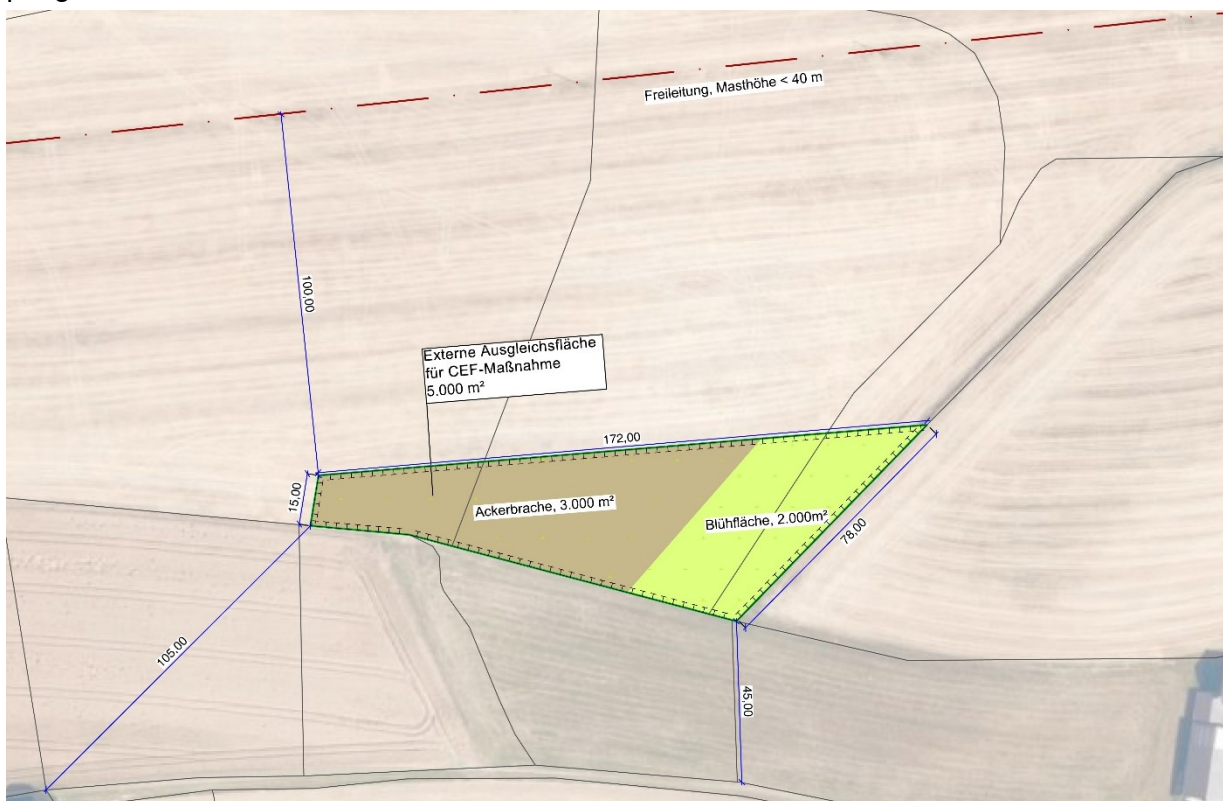 Freileitung, Masthöhe < 40 m
100,00
Externe Ausgleichsfläche
für CEF-Maßnahme
5.000 m²
172,00
15,00
Ackerbrache, 3.000 m²
Blühfläche, 2.000m²
78,00
105,00
45,00